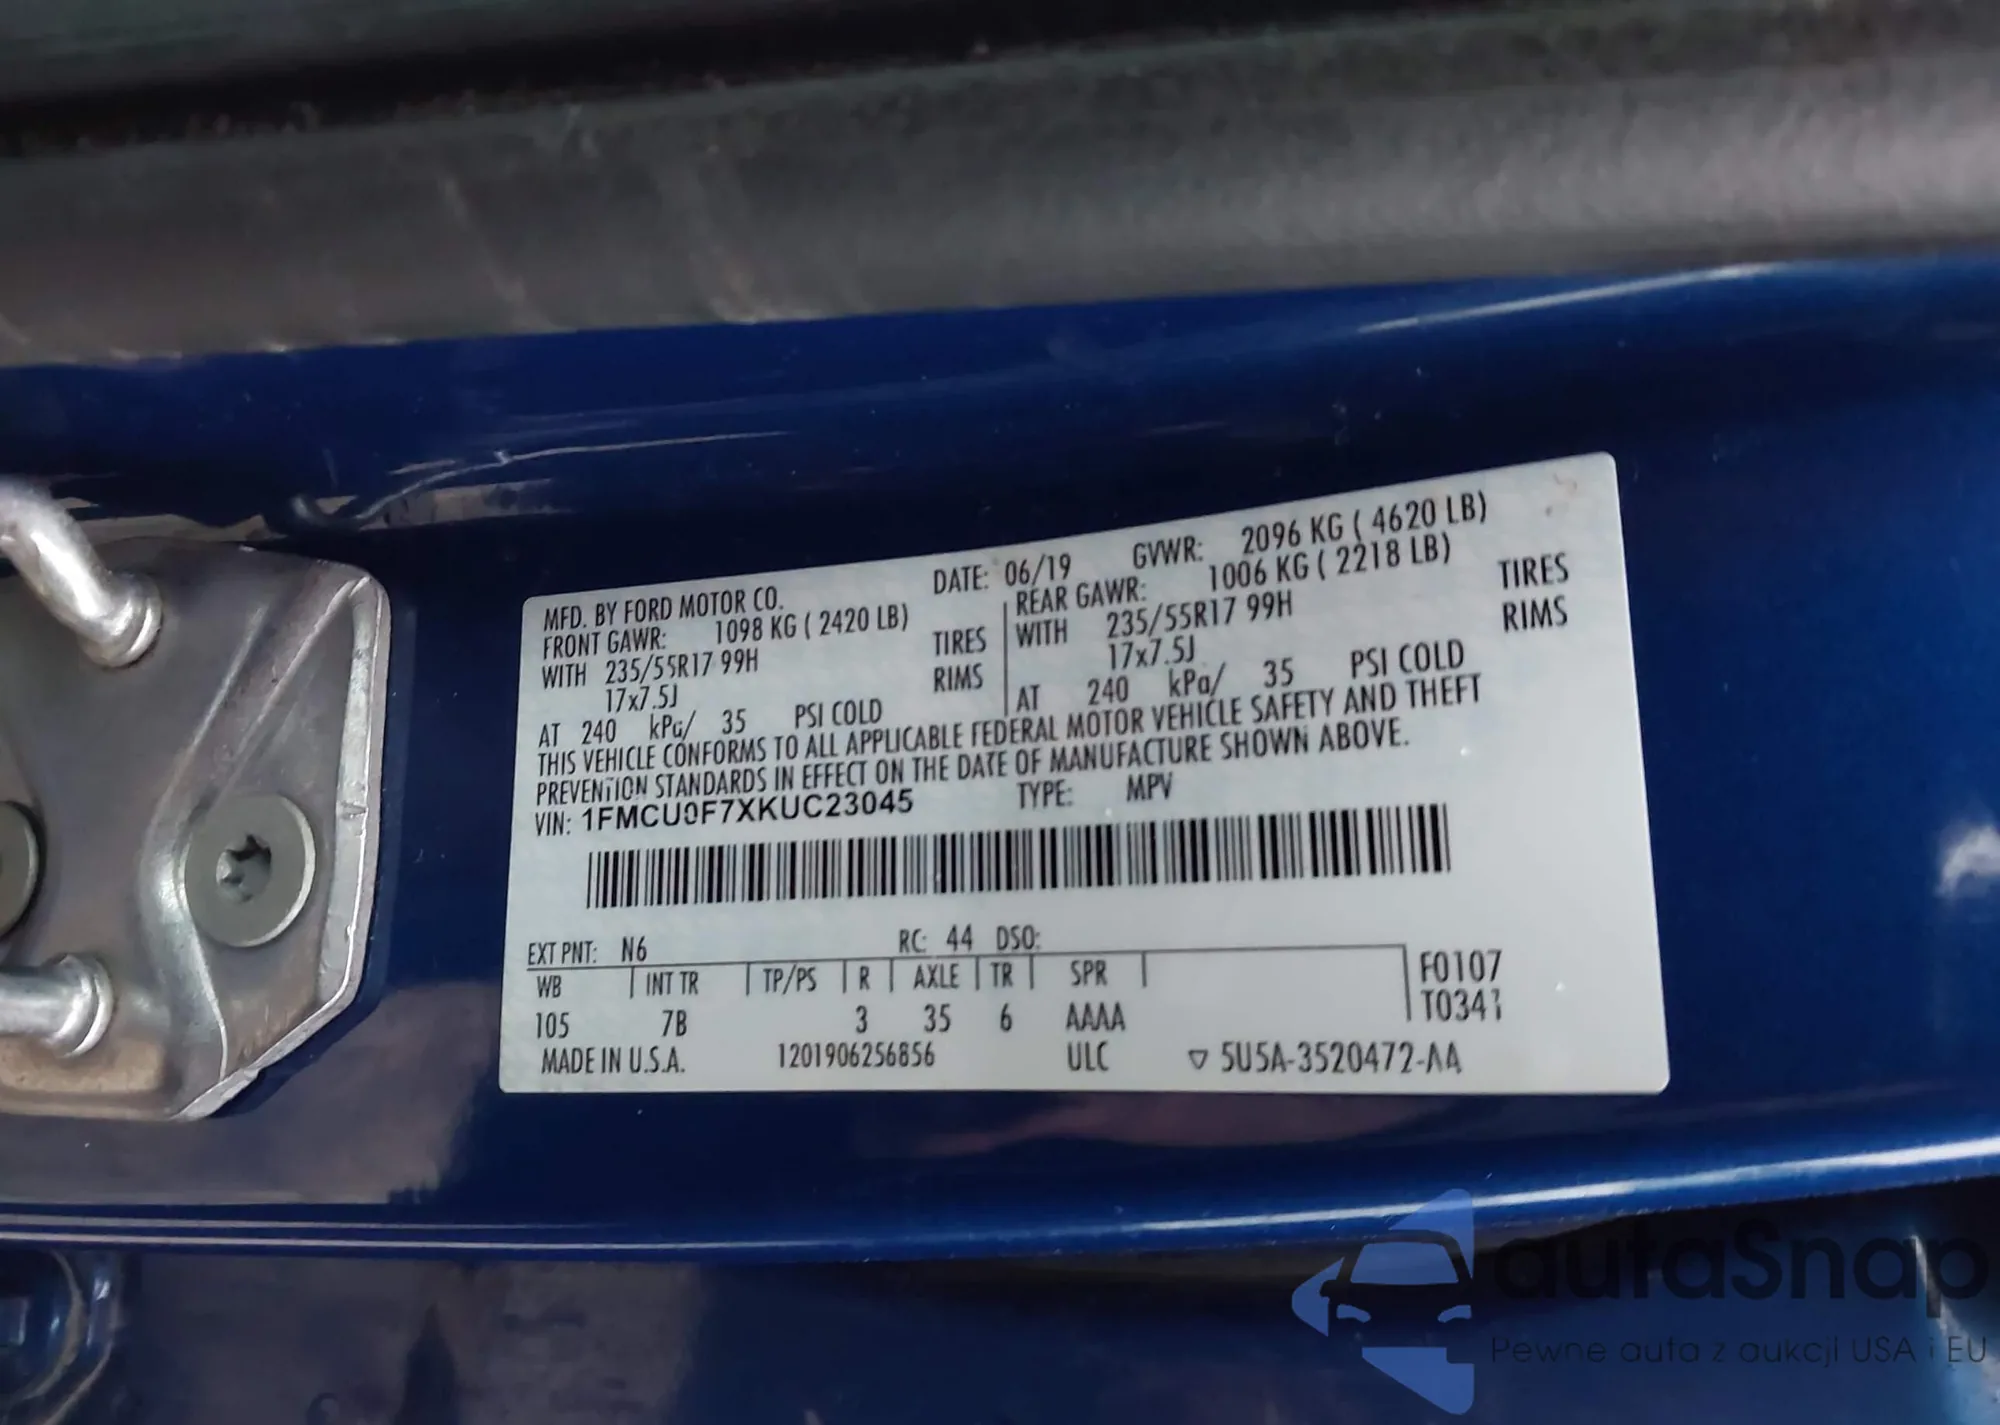 MFD. BY FORD MOTOR CO. DATE: 06/19 GVWR: 2096 KG ( 4620 LB)
FRONT GAWR: 1098 KG ( 2420 LB) REAR GAWR: 1006 KG ( 2218 LB)
WITH 235/55R17 99H TIRES WITH 235/55R17 99H TIRES
17x7.5J RIMS 17x7.5J RIMS
AT 240 kPa/ 35 PSI COLD AT 240 kPa/ 35 PSI COLD
THIS VEHICLE CONFORMS TO ALL APPLICABLE FEDERAL MOTOR VEHICLE SAFETY AND THEFT
PREVENTION STANDARDS IN EFFECT ON THE DATE OF MANUFACTURE SHOWN ABOVE.
VIN: 1FMCU9F7XKUC23045 TYPE: MPV
EXT PNT: N6 RC: 44 DSO:
WB INT TR TP/PS R AXLE TR SPR F0107
105 7B 3 35 6 AAAA T0341
MADE IN U.S.A. 1201906256856 ULC ▽ 5U5A-3520472-AA
autaSnap
Pewne auta z aukcji USA i EU